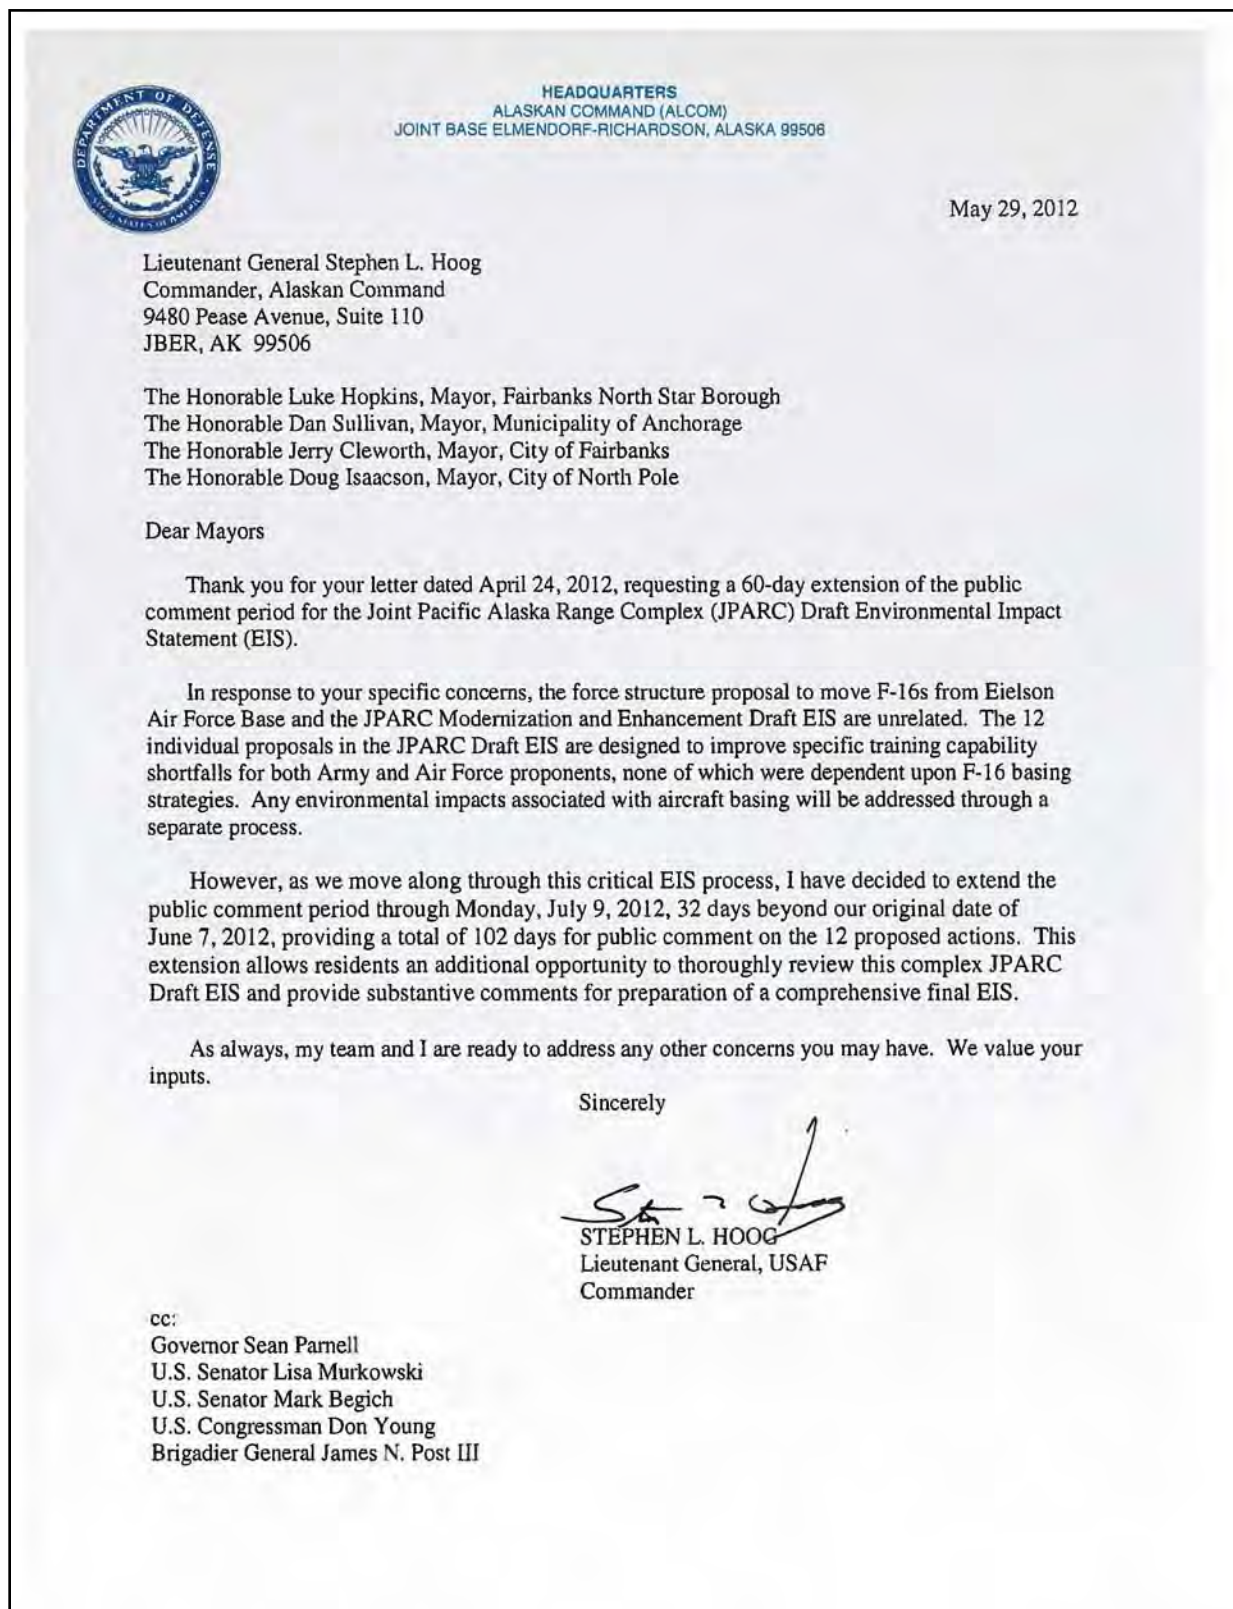 DEPARTMENT OF DEFENSE
UNITED STATES OF AMERICA
HEADQUARTERS
ALASKAN COMMAND (ALCOM)
JOINT BASE ELMENDORF-RICHARDSON, ALASKA 99506
May 29, 2012
Lieutenant General Stephen L. Hoog
Commander, Alaskan Command
9480 Pease Avenue, Suite 110
JBER, AK 99506
The Honorable Luke Hopkins, Mayor, Fairbanks North Star Borough
The Honorable Dan Sullivan, Mayor, Municipality of Anchorage
The Honorable Jerry Cleworth, Mayor, City of Fairbanks
The Honorable Doug Isaacson, Mayor, City of North Pole
Dear Mayors
Thank you for your letter dated April 24, 2012, requesting a 60-day extension of the public
comment period for the Joint Pacific Alaska Range Complex (JPARC) Draft Environmental Impact
Statement (EIS).
In response to your specific concerns, the force structure proposal to move F-16s from Eielson
Air Force Base and the JPARC Modernization and Enhancement Draft EIS are unrelated. The 12
individual proposals in the JPARC Draft EIS are designed to improve specific training capability
shortfalls for both Army and Air Force proponents, none of which were dependent upon F-16 basing
strategies. Any environmental impacts associated with aircraft basing will be addressed through a
separate process.
However, as we move along through this critical EIS process, I have decided to extend the
public comment period through Monday, July 9, 2012, 32 days beyond our original date of
June 7, 2012, providing a total of 102 days for public comment on the 12 proposed actions. This
extension allows residents an additional opportunity to thoroughly review this complex JPARC
Draft EIS and provide substantive comments for preparation of a comprehensive final EIS.
As always, my team and I are ready to address any other concerns you may have. We value your
inputs.
Sincerely
STEPHEN L. HOOG
Lieutenant General, USAF
Commander
cc:
Governor Sean Parnell
U.S. Senator Lisa Murkowski
U.S. Senator Mark Begich
U.S. Congressman Don Young
Brigadier General James N. Post III